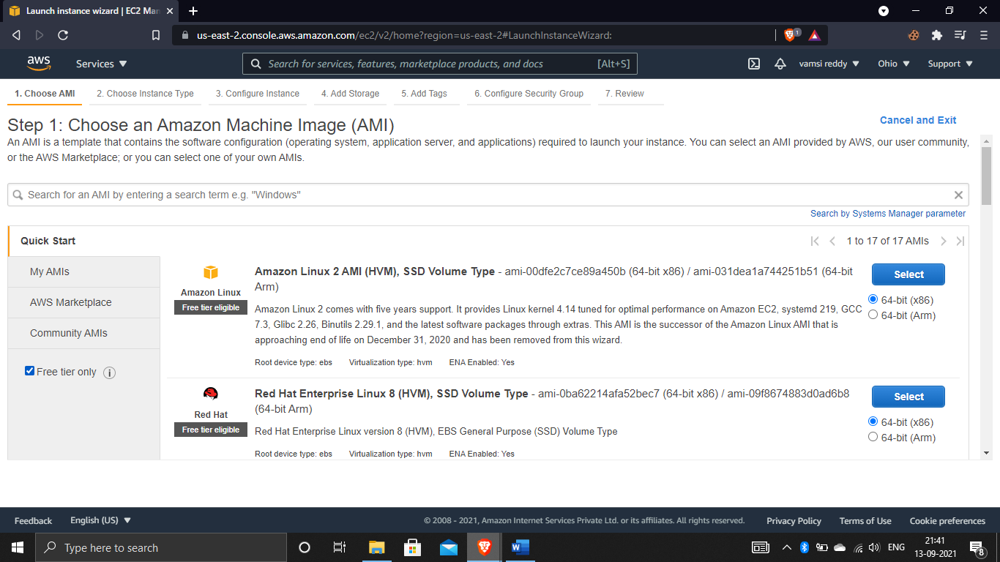 Launch instance wizard | EC2 Man
us-east-2.console.aws.amazon.com/ec2/v2/home?region=us-east-2#LaunchInstanceWizard:
1
aws
Services
Search for services, features, marketplace products, and docs
[Alt+S]
vamsi reddy
Ohio
Support
1. Choose AMI
2. Choose Instance Type
3. Configure Instance
4. Add Storage
5. Add Tags
6. Configure Security Group
7. Review
Step 1: Choose an Amazon Machine Image (AMI)
Cancel and Exit
An AMI is a template that contains the software configuration (operating system, application server, and applications) required to launch your instance. You can select an AMI provided by AWS, our user community,
or the AWS Marketplace; or you can select one of your own AMIs.
Search for an AMI by entering a search term e.g. "Windows"
Search by Systems Manager parameter
Quick Start
1 to 17 of 17 AMIs
My AMIs
AWS Marketplace
Community AMIs
Free tier only
Amazon Linux
Free tier eligible
Amazon Linux 2 AMI (HVM), SSD Volume Type - ami-00dfe2c7ce89a450b (64-bit x86) / ami-031dea1a744251b51 (64-bit
Arm)
Amazon Linux 2 comes with five years support. It provides Linux kernel 4.14 tuned for optimal performance on Amazon EC2, systemd 219, GCC
7.3, Glibc 2.26, Binutils 2.29.1, and the latest software packages through extras. This AMI is the successor of the Amazon Linux AMI that is
approaching end of life on December 31, 2020 and has been removed from this wizard.
Root device type: ebs Virtualization type: hvm ENA Enabled: Yes
Select
64-bit (x86)
64-bit (Arm)
Red Hat
Free tier eligible
Red Hat Enterprise Linux 8 (HVM), SSD Volume Type - ami-0ba62214afa52bec7 (64-bit x86) / ami-09f8674883d0ad6b8
(64-bit Arm)
Red Hat Enterprise Linux version 8 (HVM), EBS General Purpose (SSD) Volume Type
Root device type: ebs Virtualization type: hvm ENA Enabled: Yes
Select
64-bit (x86)
64-bit (Arm)
Feedback
English (US)
© 2008 - 2021, Amazon Internet Services Private Ltd. or its affiliates. All rights reserved.
Privacy Policy
Terms of Use
Cookie preferences
Type here to search
W
ENG
21:41
13-09-2021
8